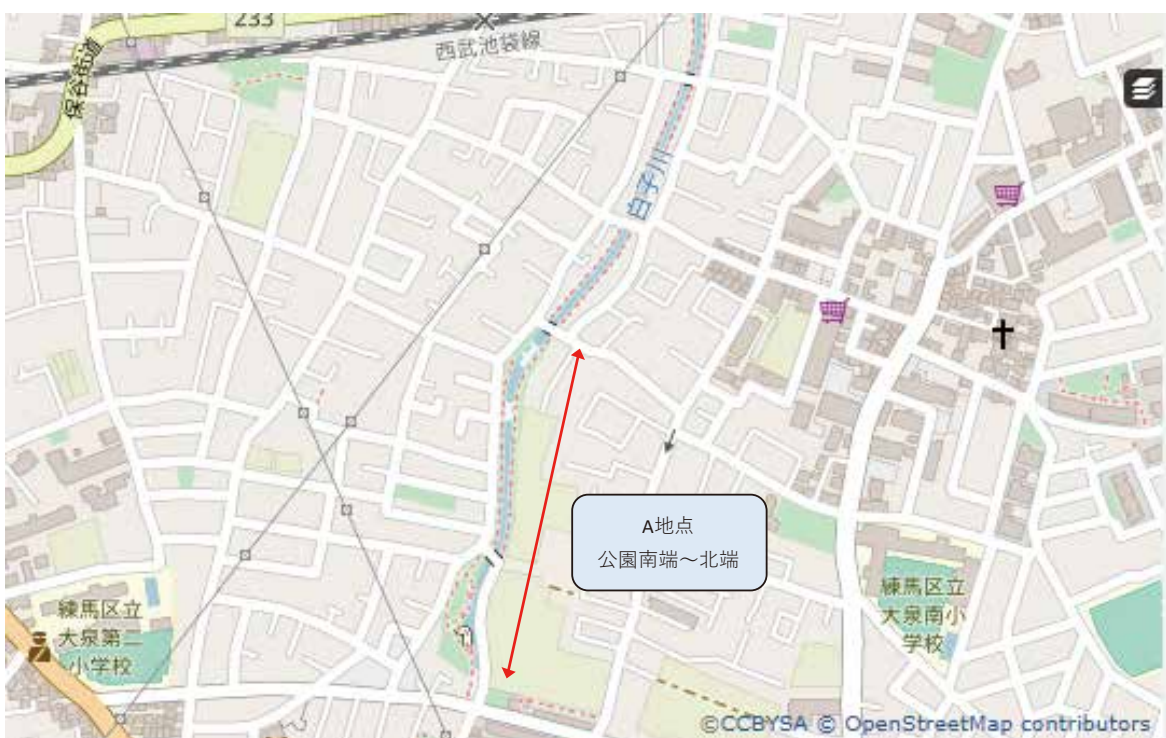 233
西武池袋線
保谷街道
白子川
A地点
公園南端～北端
練馬区立
大泉第二
小学校
練馬区立
大泉南小
学校
©CCBYSA © OpenStreetMap contributors